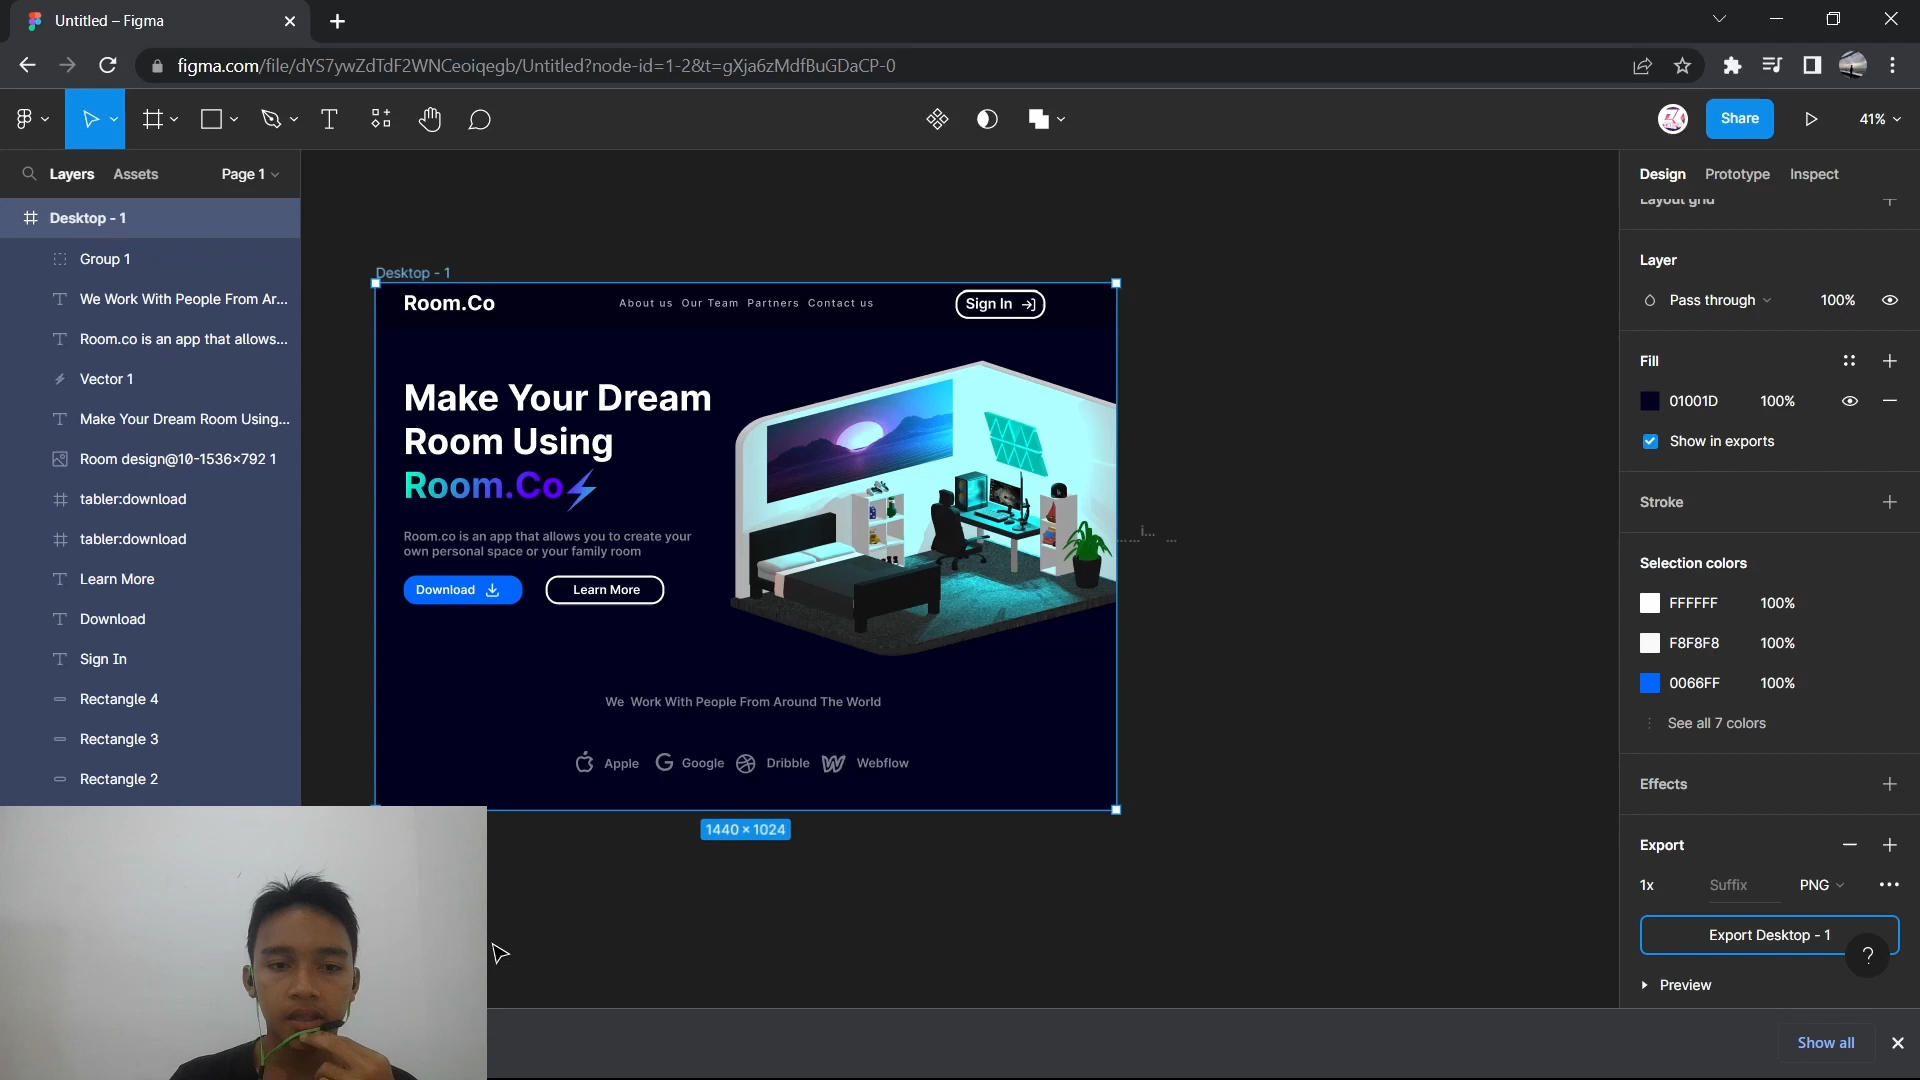 Untitled – Figma
figma.com/file/dYS7ywZdTdF2WNCeoiqegb/Untitled?node-id=1-2&t=gXja6zMdfBuGDaCP-0
Share
41%
Layers
Assets
Page 1
Design
Prototype
Inspect
Desktop - 1
Group 1
We Work With People From Ar...
Room.co is an app that allows...
Vector 1
Make Your Dream Room Using...
Room design@10-1536×792 1
tabler:download
tabler:download
Learn More
Download
Sign In
Rectangle 4
Rectangle 3
Rectangle 2
Desktop - 1
Room.Co
About us
Our Team
Partners
Contact us
Sign In
Make Your Dream
Room Using
Room.Co
Room.co is an app that allows you to create your
own personal space or your family room
Download
Learn More
We Work With People From Around The World
Apple
Google
Dribble
Webflow
1440 × 1024
Layout grid
Layer
Pass through
100%
Fill
01001D
100%
Show in exports
Stroke
Selection colors
FFFFFF
100%
F8F8F8
100%
0066FF
100%
See all 7 colors
Effects
Export
1x
Suffix
PNG
Export Desktop - 1
?
Preview
Show all